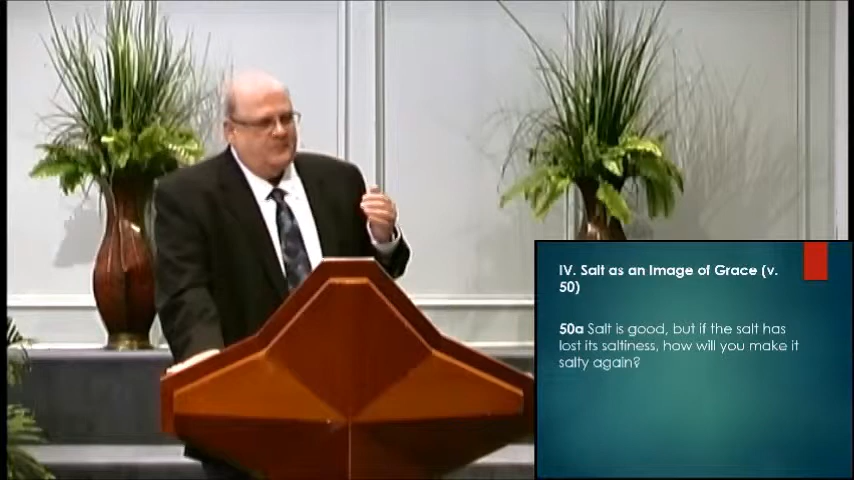 IV. Salt as an Image of Grace (v.
50)
50a Salt is good, but if the salt has
lost its saltiness, how will you make it
salty again?